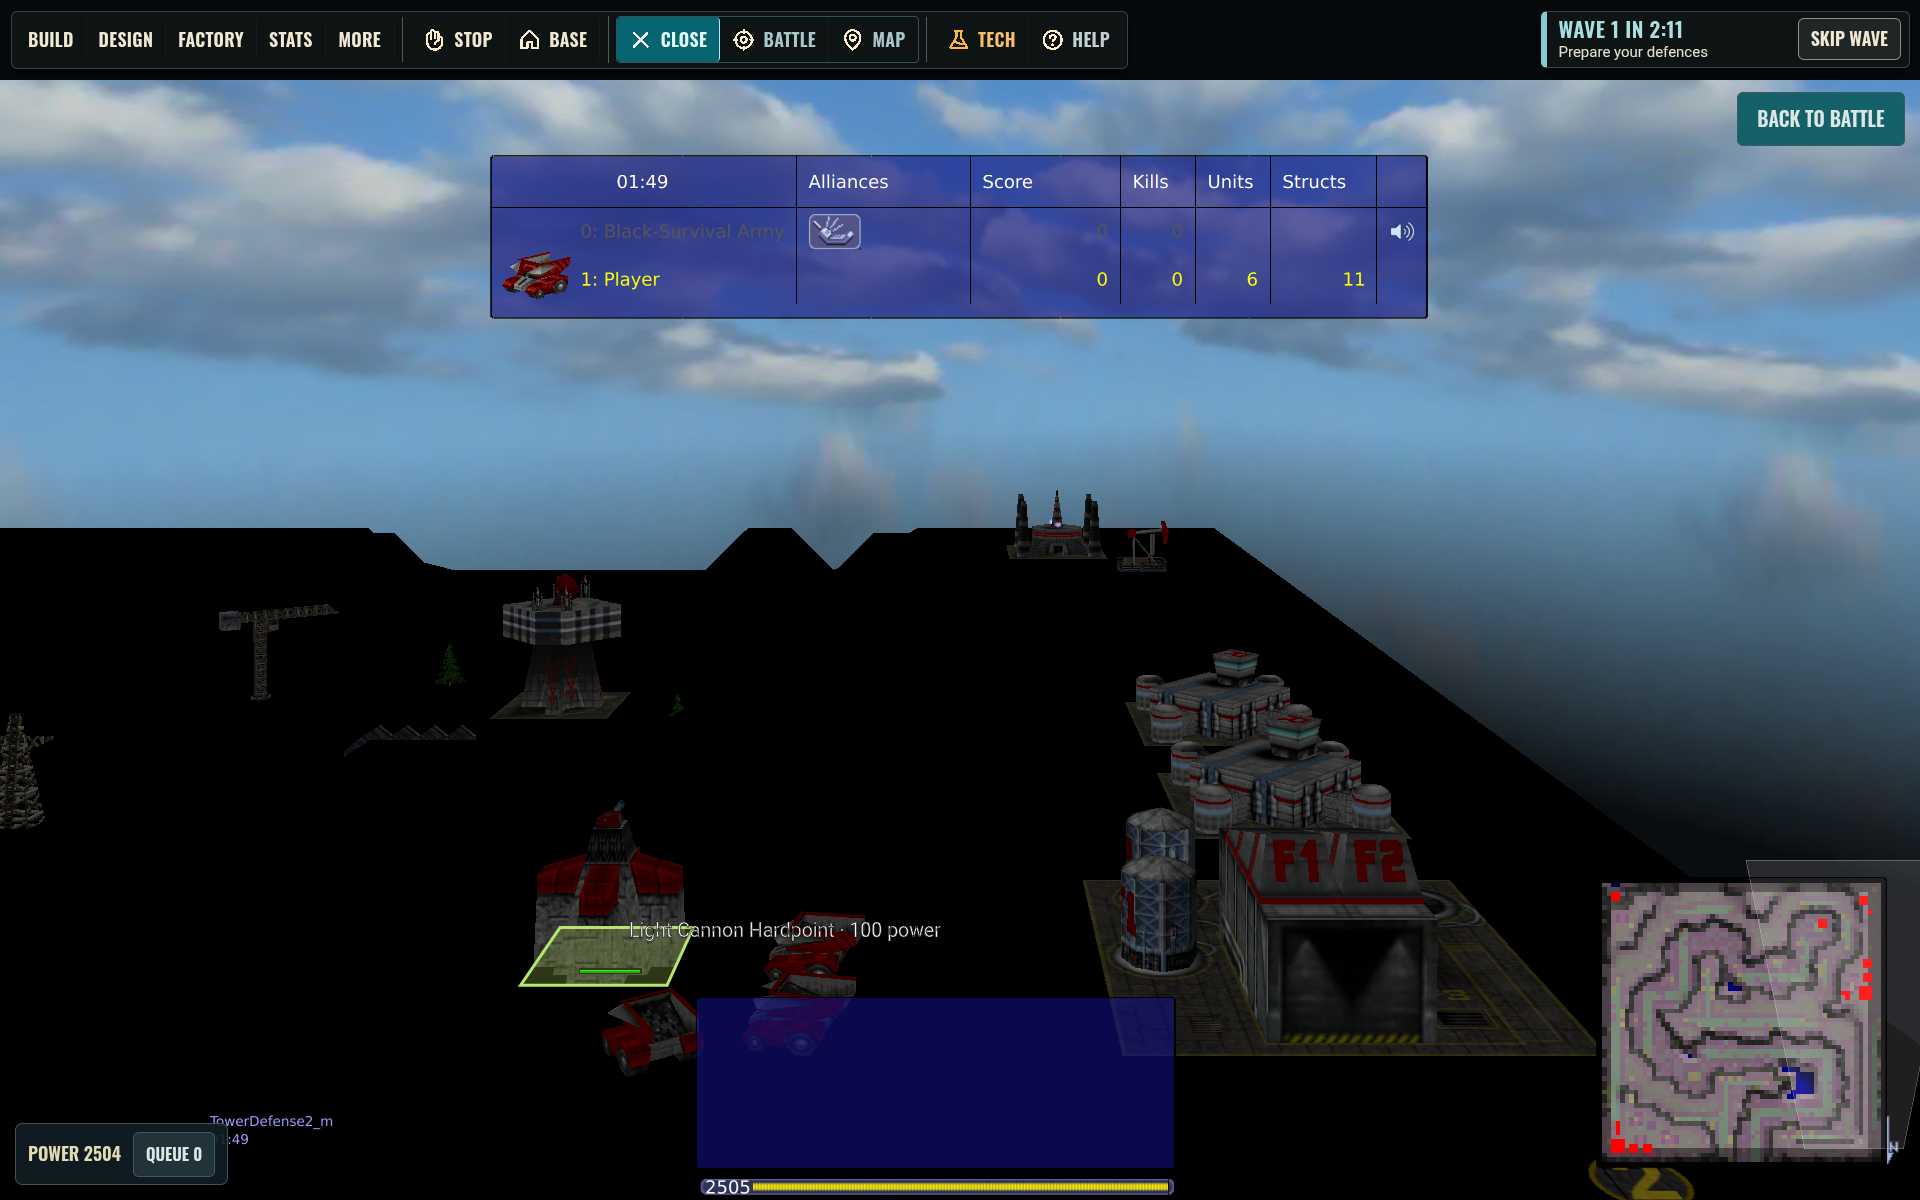 BUILD DESIGN FACTORY STATS MORE STOP BASE CLOSE BATTLE MAP TECH HELP
WAVE 1 IN 2:11
Prepare your defences
SKIP WAVE
BACK TO BATTLE
01:49 Alliances Score Kills Units Structs
0: Black-Survival Army 0 0
1: Player 0 0 6 11
F1 F2
Light Cannon Hardpoint · 100 power
TowerDefense2_m
:49
POWER 2504 QUEUE 0
2505
N
2